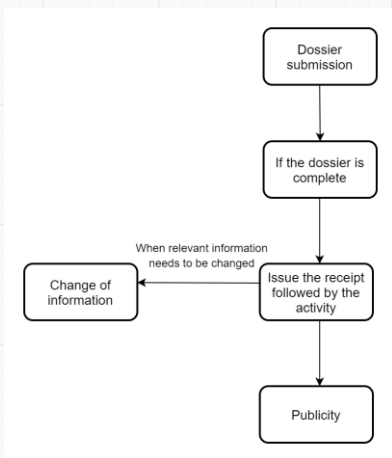 Dossier
submission
If the dossier is
complete
When relevant information
needs to be changed
Change of
information
Issue the receipt
followed by the
activity
Publicity